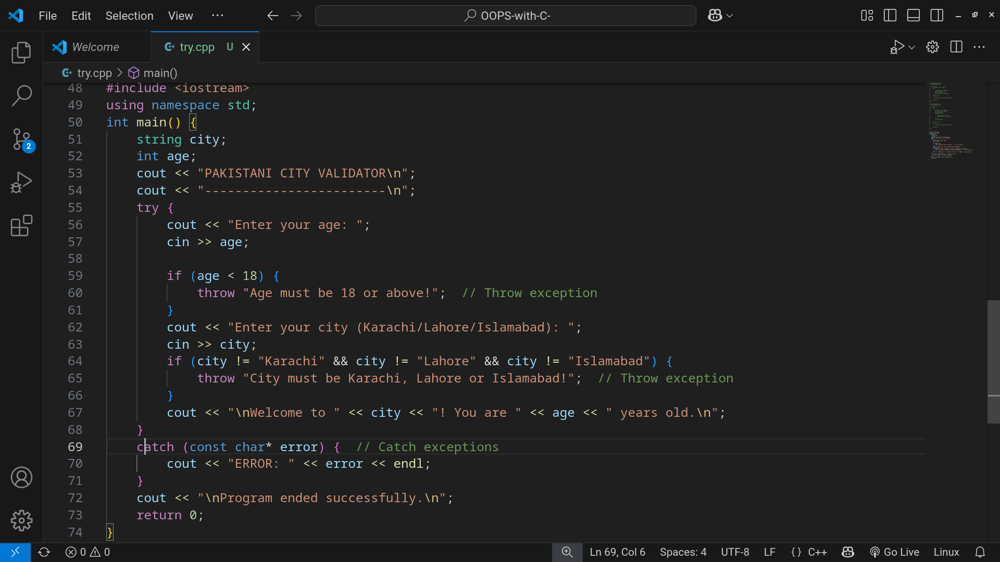 File Edit Selection View ··· OOPS-with-C-
Welcome try.cpp U
try.cpp > main()
48 #include <iostream>
49 using namespace std;
50 int main() {
51     string city;
52     int age;
53     cout << "PAKISTANI CITY VALIDATOR\n";
54     cout << "------------------------\n";
55     try {
56         cout << "Enter your age: ";
57         cin >> age;
58
59         if (age < 18) {
60             throw "Age must be 18 or above!";  // Throw exception
61         }
62         cout << "Enter your city (Karachi/Lahore/Islamabad): ";
63         cin >> city;
64         if (city != "Karachi" && city != "Lahore" && city != "Islamabad") {
65             throw "City must be Karachi, Lahore or Islamabad!";  // Throw exception
66         }
67         cout << "\nWelcome to " << city << "! You are " << age << " years old.\n";
68     }
69     catch (const char* error) {  // Catch exceptions
70         cout << "ERROR: " << error << endl;
71     }
72     cout << "\nProgram ended successfully.\n";
73     return 0;
74 }
2
0 0 Ln 69, Col 6 Spaces: 4 UTF-8 LF {} C++ Go Live Linux